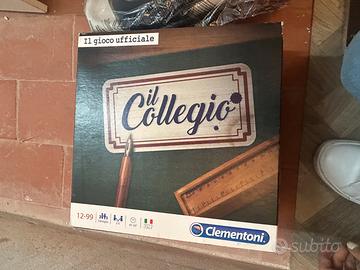 Il gioco ufficiale
il
Collegio
12-99
Clementoni
subito